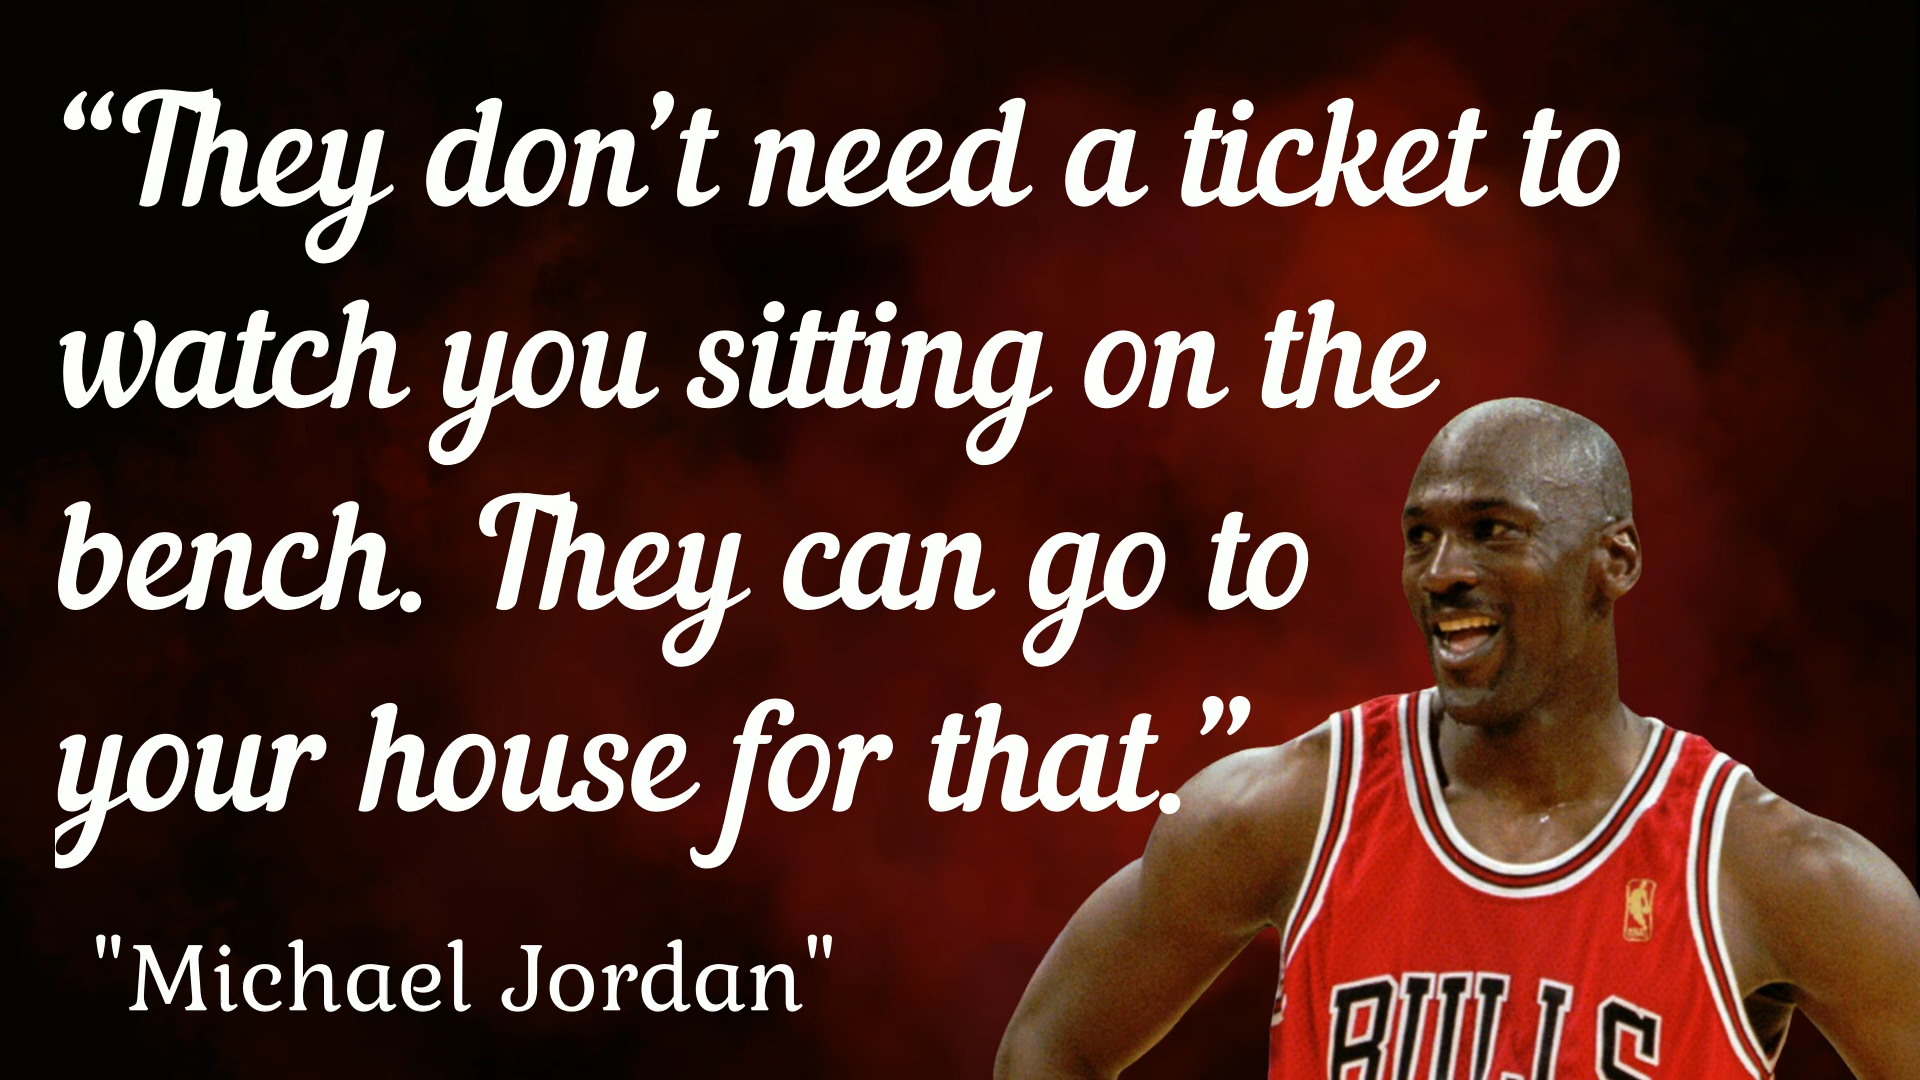 “They don’t need a ticket to
watch you sitting on the
bench. They can go to
your house for that.”
"Michael Jordan"
BULLS